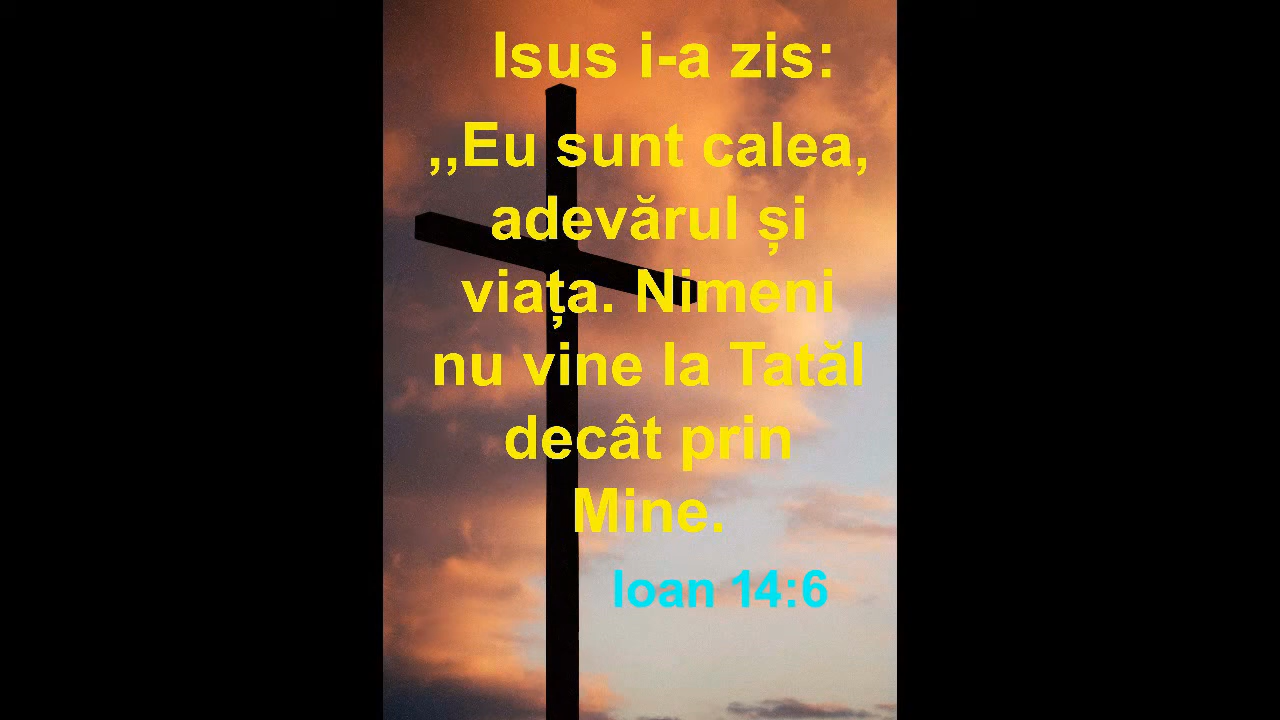 Isus i-a zis:
,,Eu sunt calea,
adevărul și
viața. Nimeni
nu vine la Tatăl
decât prin
Mine.
Ioan 14:6